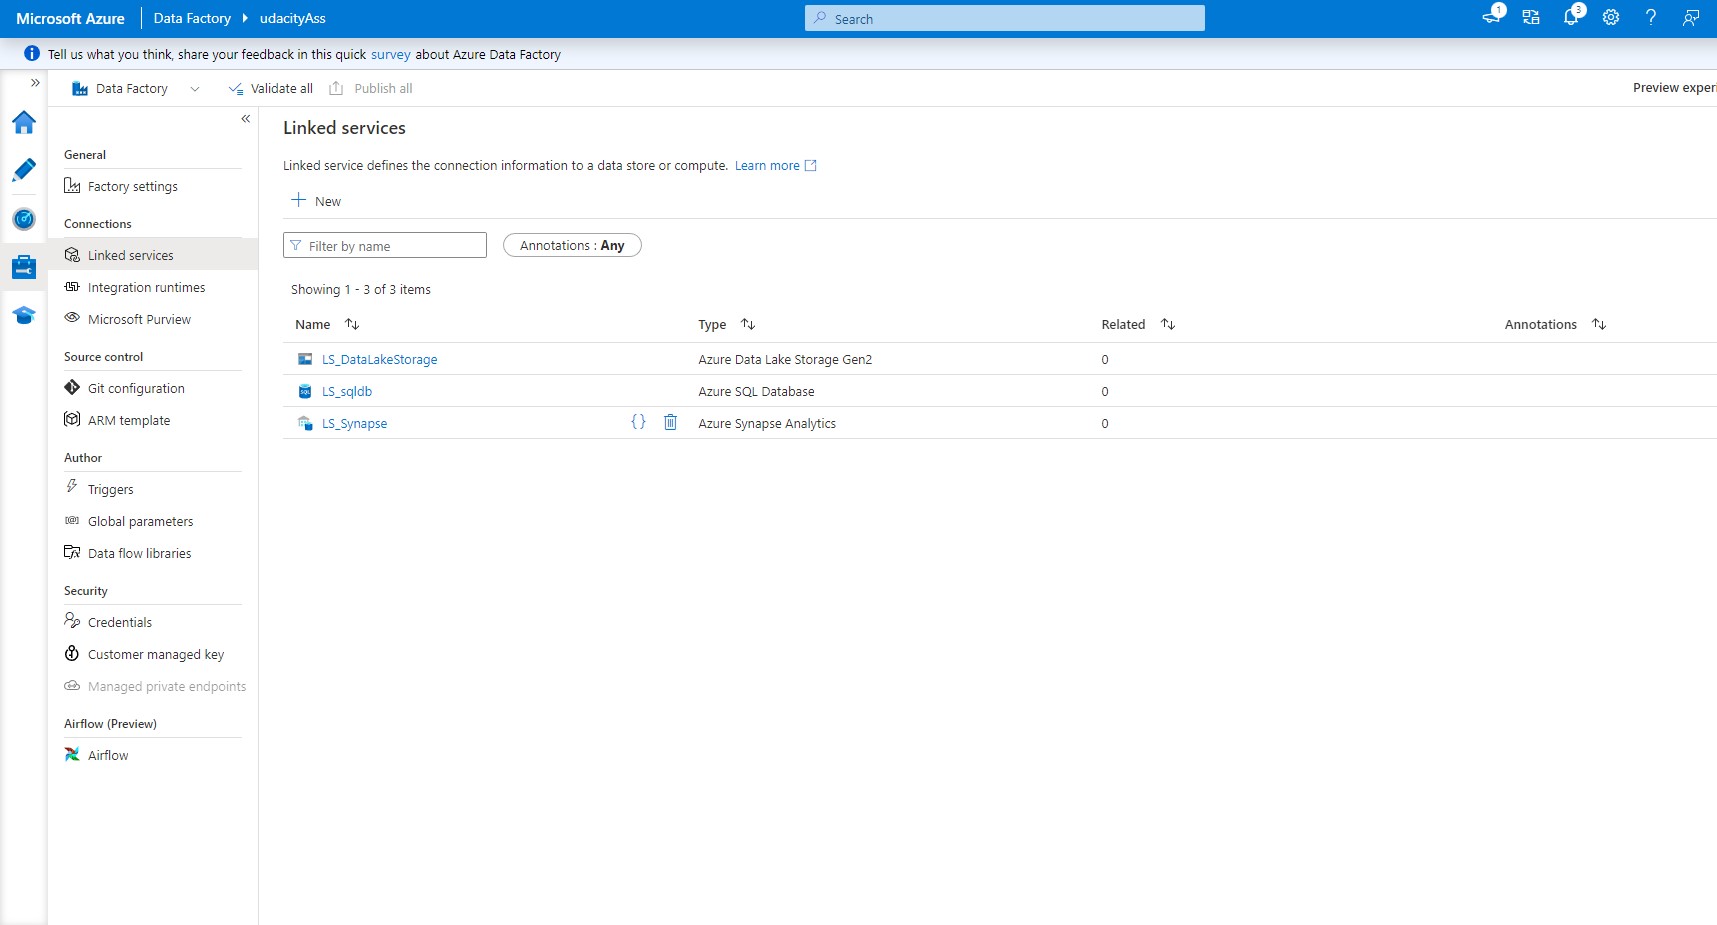 Microsoft Azure Data Factory udacityAss Search 1 3
Tell us what you think, share your feedback in this quick survey about Azure Data Factory
Data Factory Validate all Publish all Preview experi
General
Factory settings
Connections
Linked services
Integration runtimes
Microsoft Purview
Source control
Git configuration
ARM template
Author
Triggers
Global parameters
Data flow libraries
Security
Credentials
Customer managed key
Managed private endpoints
Airflow (Preview)
Airflow
Linked services
Linked service defines the connection information to a data store or compute. Learn more
New
Filter by name Annotations : Any
Showing 1 - 3 of 3 items
Name Type Related Annotations
LS_DataLakeStorage Azure Data Lake Storage Gen2 0
LS_sqldb Azure SQL Database 0
LS_Synapse {} Azure Synapse Analytics 0